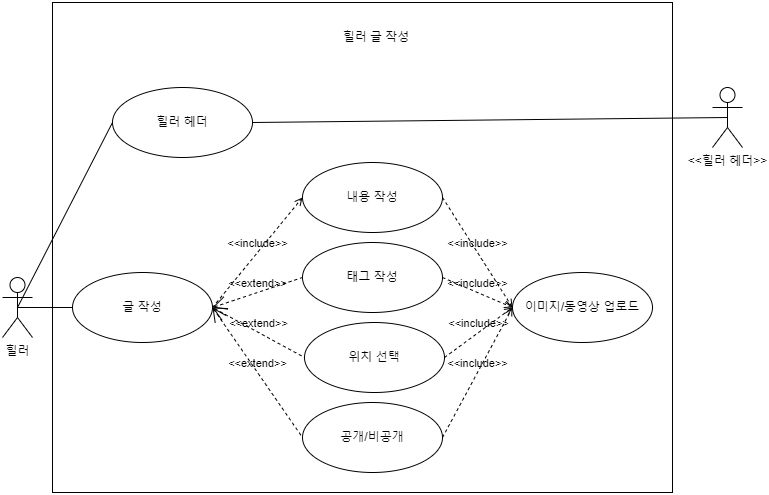 힐러 글 작성
힐러 헤더
<<힐러 헤더>>
내용 작성
<<include>>
<<include>>
태그 작성
<<extend>>
<<include>>
글 작성
이미지/동영상 업로드
<<extend>>
<<include>>
힐러
위치 선택
<<extend>>
<<include>>
공개/비공개